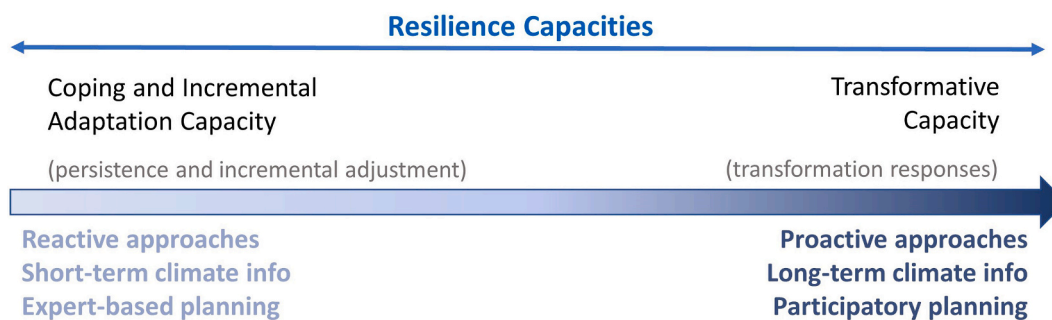 Resilience Capacities
Coping and Incremental
Adaptation Capacity
(persistence and incremental adjustment)
Transformative
Capacity
(transformation responses)
Reactive approaches
Short-term climate info
Expert-based planning
Proactive approaches
Long-term climate info
Participatory planning